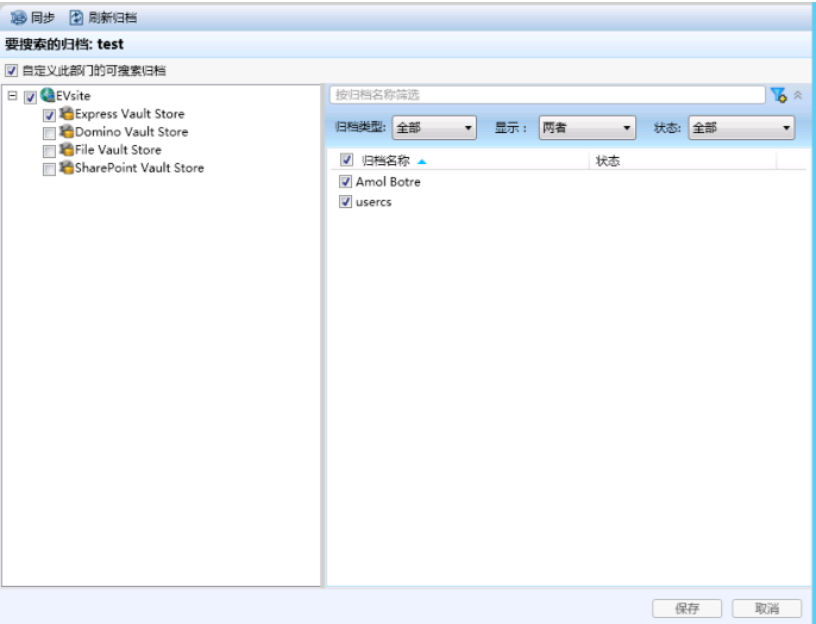 同步 刷新归档
要搜索的归档: test
自定义此部门的可搜索归档
EVsite
Express Vault Store
Domino Vault Store
File Vault Store
SharePoint Vault Store
按归档名称筛选
归档类型: 全部 显示： 两者 状态: 全部
归档名称 状态
Amol Botre
usercs
保存 取消